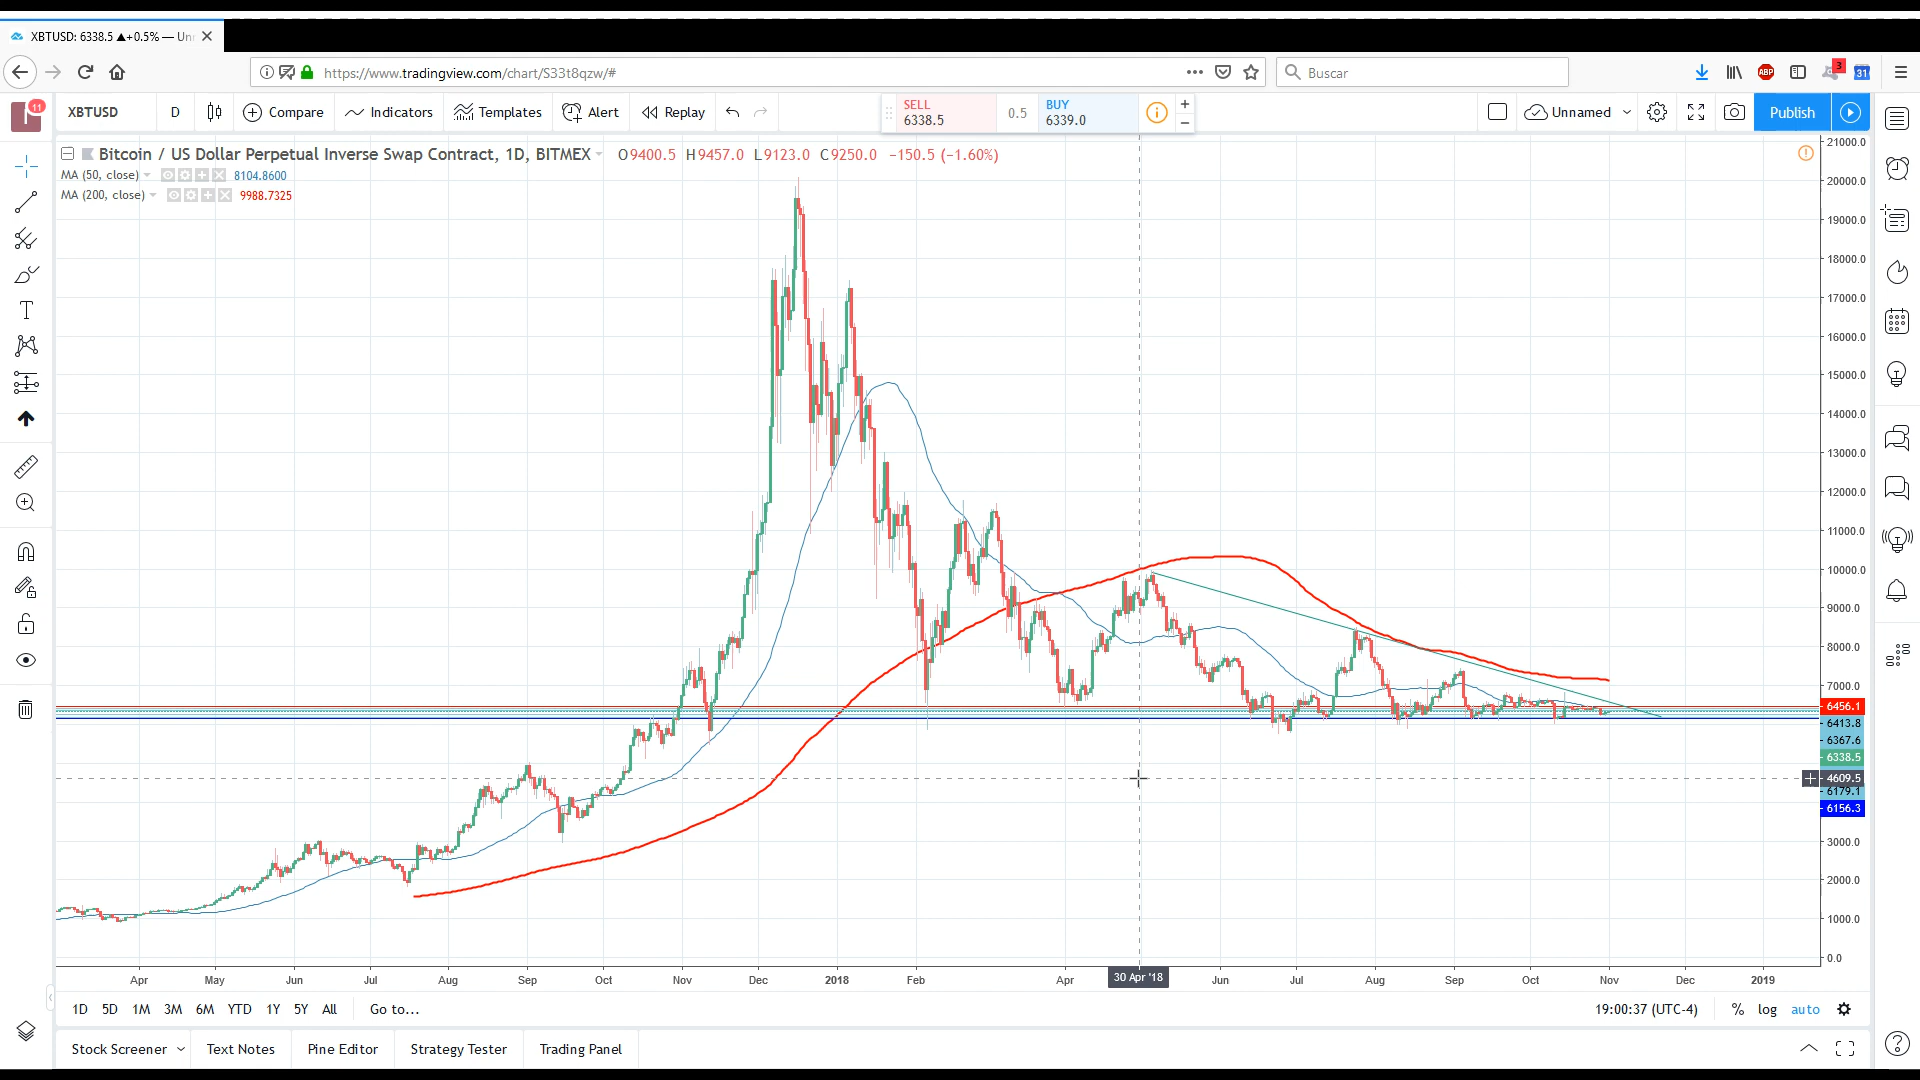 XBTUSD: 6338.5 ▲+0.5% — Un
https://www.tradingview.com/chart/S33t8qzw/#
Buscar
ABP
3
31
11
XBTUSD
D
Compare
Indicators
Templates
Alert
Replay
SELL
6338.5
0.5
BUY
6339.0
Unnamed
Publish
Bitcoin / US Dollar Perpetual Inverse Swap Contract, 1D, BITMEX
O9400.5 H9457.0 L9123.0 C9250.0 −150.5 (−1.60%)
MA (50, close) 8104.8600
MA (200, close) 9988.7325
21000.0
20000.0
19000.0
18000.0
17000.0
16000.0
15000.0
14000.0
13000.0
12000.0
11000.0
10000.0
9000.0
8000.0
7000.0
6456.1
6413.8
6367.6
6338.5
4609.5
6179.1
6156.3
3000.0
2000.0
1000.0
0.0
Apr May Jun Jul Aug Sep Oct Nov Dec 2018 Feb Apr 30 Apr '18 Jun Jul Aug Sep Oct Nov Dec 2019
1D 5D 1M 3M 6M YTD 1Y 5Y All Go to...
19:00:37 (UTC-4) % log auto
Stock Screener Text Notes Pine Editor Strategy Tester Trading Panel